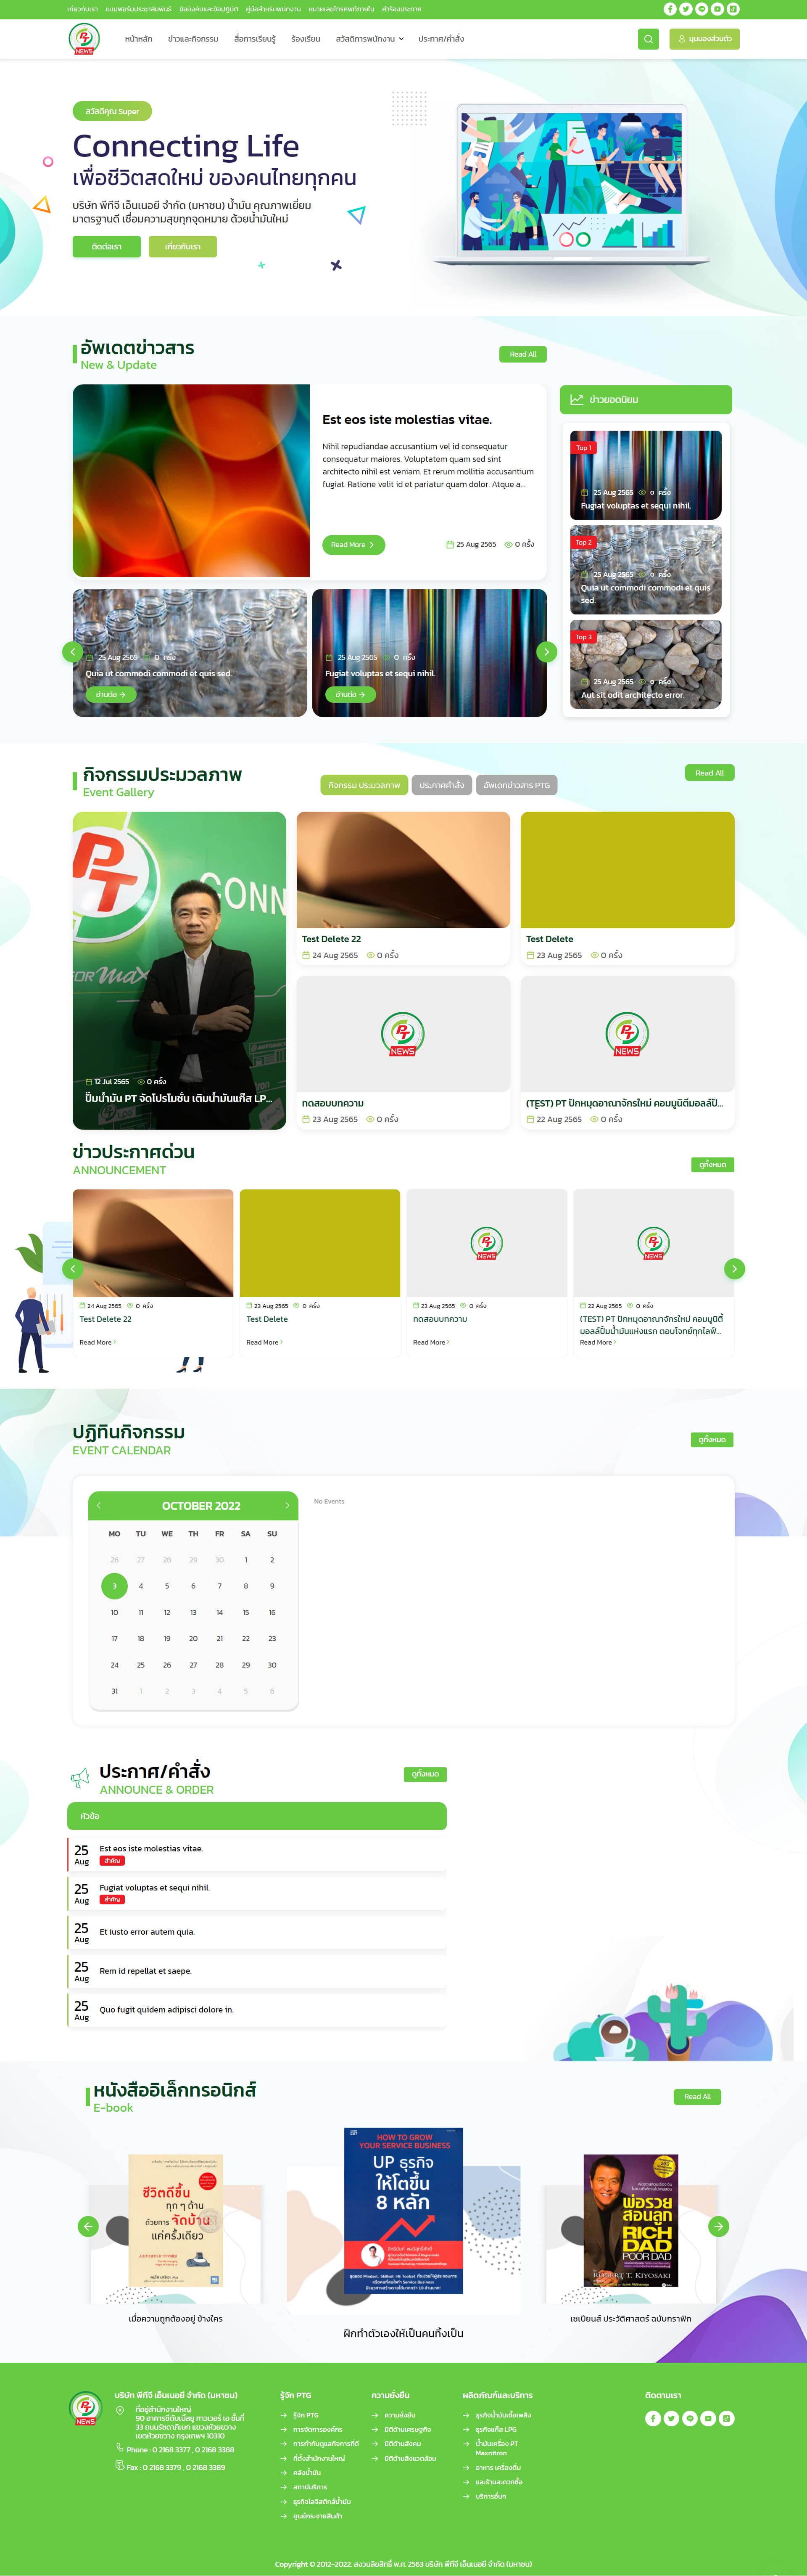 เกี่ยวกับเรา แบบฟอร์มประชาสัมพันธ์ ข้อบังคับและข้อปฏิบัติ คู่มือสำหรับพนักงาน หมายเลขโทรศัพท์ภายใน คำร้องประกาศ
PT NEWS
หน้าหลัก ข่าวและกิจกรรม สื่อการเรียนรู้ ร้องเรียน สวัสดิการพนักงาน ประกาศ/คำสั่ง
มุมมองส่วนตัว
สวัสดีคุณ Super
Connecting Life
เพื่อชีวิตสดใหม่ ของคนไทยทุกคน
บริษัท พีทีจี เอ็นเนอยี จำกัด (มหาชน) น้ำมัน คุณภาพเยี่ยม
มาตรฐานดี เชื่อมความสุขทุกจุดหมาย ด้วยน้ำมันใหม่
ติดต่อเรา เกี่ยวกับเรา
อัพเดตข่าวสาร
New & Update
Read All
ข่าวยอดนิยม
Est eos iste molestias vitae.
Nihil repudiandae accusantium vel id consequatur
consequatur maiores. Voluptatem quam sed sint
architecto nihil est veniam. Et rerum mollitia accusantium
fugiat. Ratione velit id et pariatur quam dolor. Atque a...
Read More
25 Aug 2565 0 ครั้ง
Top 1
25 Aug 2565 0 ครั้ง
Fugiat voluptas et sequi nihil.
Top 2
25 Aug 2565 0 ครั้ง
Quia ut commodi commodi et quis
sed.
Top 3
25 Aug 2565 0 ครั้ง
Aut sit odit architecto error.
25 Aug 2565 0 ครั้ง
Quia ut commodi commodi et quis sed.
อ่านต่อ
25 Aug 2565 0 ครั้ง
Fugiat voluptas et sequi nihil.
อ่านต่อ
กิจกรรมประมวลภาพ
Event Gallery
กิจกรรม ประมวลภาพ ประกาศคำสั่ง อัพเดทข่าวสาร PTG
Read All
PT
CONN
FOR Max
12 Jul 2565 0 ครั้ง
ปั๊มน้ำมัน PT จัดโปรโมชั่น เติมน้ำมันแก๊ส LP...
Test Delete 22
24 Aug 2565 0 ครั้ง
Test Delete
23 Aug 2565 0 ครั้ง
PT NEWS
ทดสอบบทความ
23 Aug 2565 0 ครั้ง
PT NEWS
(TEST) PT ปักหมุดอาณาจักรใหม่ คอมมูนิตี้มอลล์ปั๊...
22 Aug 2565 0 ครั้ง
ข่าวประกาศด่วน
ANNOUNCEMENT
ดูทั้งหมด
24 Aug 2565 0 ครั้ง
Test Delete 22
Read More
23 Aug 2565 0 ครั้ง
Test Delete
Read More
PT NEWS
23 Aug 2565 0 ครั้ง
ทดสอบบทความ
Read More
PT NEWS
22 Aug 2565 0 ครั้ง
(TEST) PT ปักหมุดอาณาจักรใหม่ คอมมูนิตี้
มอลล์ปั๊มน้ำมันแห่งแรก ตอบโจทย์ทุกไลฟ์...
Read More
ปฏิทินกิจกรรม
EVENT CALENDAR
ดูทั้งหมด
OCTOBER 2022
MO TU WE TH FR SA SU
26 27 28 29 30 1 2
3 4 5 6 7 8 9
10 11 12 13 14 15 16
17 18 19 20 21 22 23
24 25 26 27 28 29 30
31 1 2 3 4 5 6
No Events
ประกาศ/คำสั่ง
ANNOUNCE & ORDER
ดูทั้งหมด
หัวข้อ
25 Aug
Est eos iste molestias vitae.
สำคัญ
25 Aug
Fugiat voluptas et sequi nihil.
สำคัญ
25 Aug
Et iusto error autem quia.
25 Aug
Rem id repellat et saepe.
25 Aug
Quo fugit quidem adipisci dolore in.
หนังสืออิเล็กทรอนิกส์
E-book
Read All
ชีวิตดีขึ้น
ทุก ๆ ด้าน
ด้วยการ จัดบ้าน
แค่ครั้งเดียว
เมื่อความถูกต้องอยู่ ข้างใคร
HOW TO GROW
YOUR SERVICE BUSINESS
UP ธุรกิจ
ให้โตขึ้น
8 หลัก
ฝึกทำตัวเองให้เป็นคนทิ้งเป็น
พ่อรวย
สอนลูก
RICH
DAD
POOR DAD
ROBERT T. KIYOSAKI
เซเปียนส์ ประวัติศาสตร์ ฉบับกราฟิก
PT NEWS
บริษัท พีทีจี เอ็นเนอยี จำกัด (มหาชน)
ที่อยู่สำนักงานใหญ่
90 อาคารซีดับเบิ้ลยู ทาวเวอร์ เอ ชั้นที่
33 ถนนรัชดาภิเษก แขวงห้วยขวาง
เขตห้วยขวาง กรุงเทพฯ 10310
Phone : 0 2168 3377 , 0 2168 3388
Fax : 0 2168 3379 , 0 2168 3389
รู้จัก PTG
รู้จัก PTG
การจัดการองค์กร
การกำกับดูแลกิจการที่ดี
ที่ตั้งสำนักงานใหญ่
คลังน้ำมัน
สถานีบริการ
ธุรกิจโลจิสติกส์น้ำมัน
ศูนย์กระจายสินค้า
ความยั่งยืน
ความยั่งยืน
มิติด้านเศรษฐกิจ
มิติด้านสังคม
มิติด้านสิ่งแวดล้อม
ผลิตภัณฑ์และบริการ
ธุรกิจน้ำมันเชื้อเพลิง
ธุรกิจแก๊ส LPG
น้ำมันเครื่อง PT
Maxnitron
อาหาร เครื่องดื่ม
และร้านสะดวกซื้อ
บริการอื่นๆ
ติดตามเรา
Copyright © 2012-2022. สงวนลิขสิทธิ์ พ.ศ. 2563 บริษัท พีทีจี เอ็นเนอยี จำกัด (มหาชน)